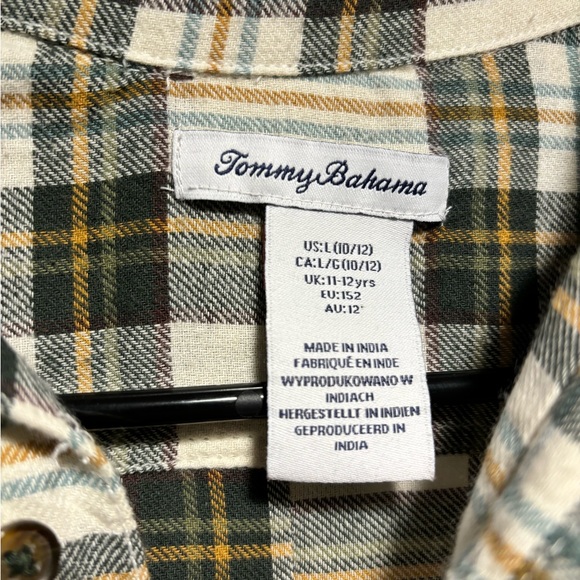 Tommy Bahama
US:L (10/12)
CA:L/G (10/12)
UK:11-12yrs
EU:152
AU:12
MADE IN INDIA
FABRIQUÉ EN INDE
WYPRODUKOWANO W
INDIACH
HERGESTELLT IN INDIEN
GEPRODUCEERD IN
INDIA